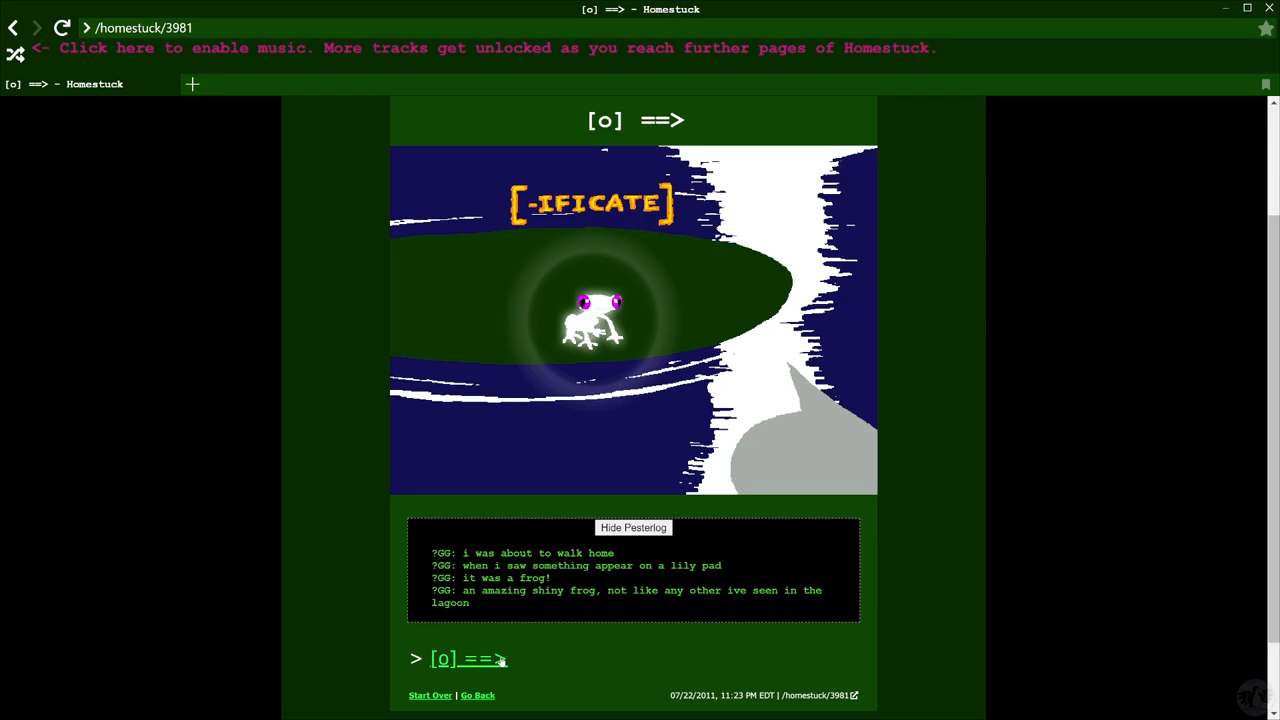 [o] ==> - Homestuck
/homestuck/3981
<- Click here to enable music. More tracks get unlocked as you reach further pages of Homestuck.
[o] ==> - Homestuck
[o] ==>
[-IFICATE]
Hide Pesterlog
?GG: i was about to walk home
?GG: when i saw something appear on a lily pad
?GG: it was a frog!
?GG: an amazing shiny frog, not like any other ive seen in the
lagoon
> [o] ==>
Start Over | Go Back
07/22/2011, 11:23 PM EDT | /homestuck/3981